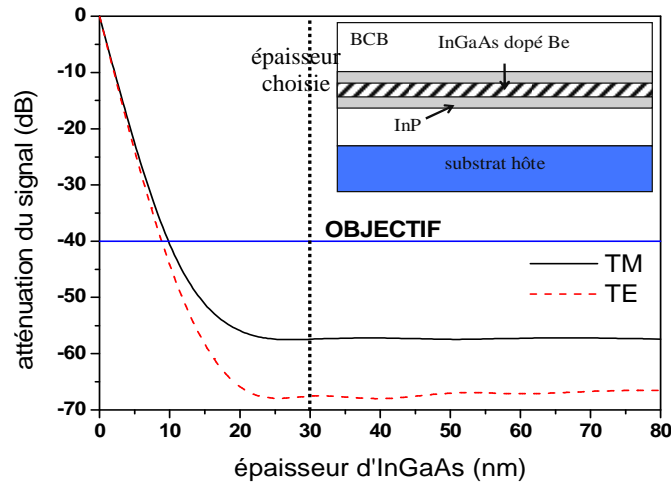 0
-10
-20
-30
-40
-50
-60
-70
atténuation du signal (dB)
épaisseur
choisie
BCB
InGaAs dopé Be
InP
substrat hôte
OBJECTIF
TM
TE
0 10 20 30 40 50 60 70 80
épaisseur d'InGaAs (nm)